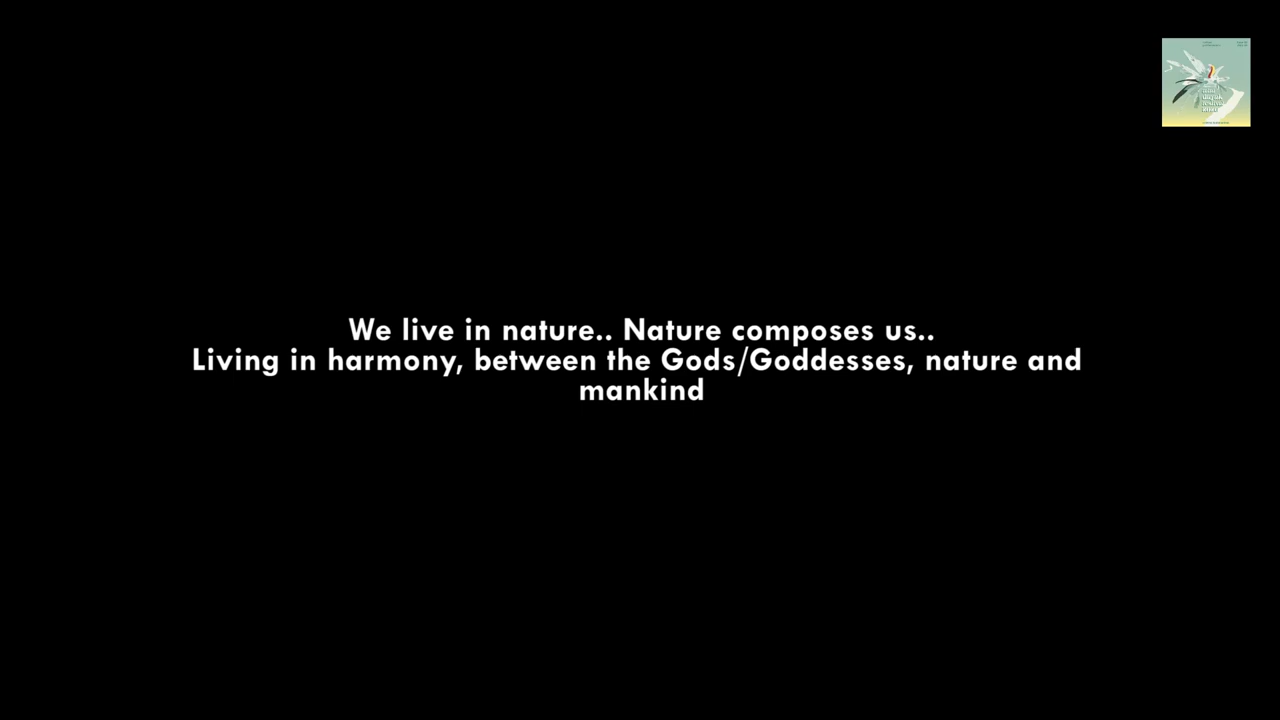 We live in nature.. Nature composes us..
Living in harmony, between the Gods/Goddesses, nature and
mankind